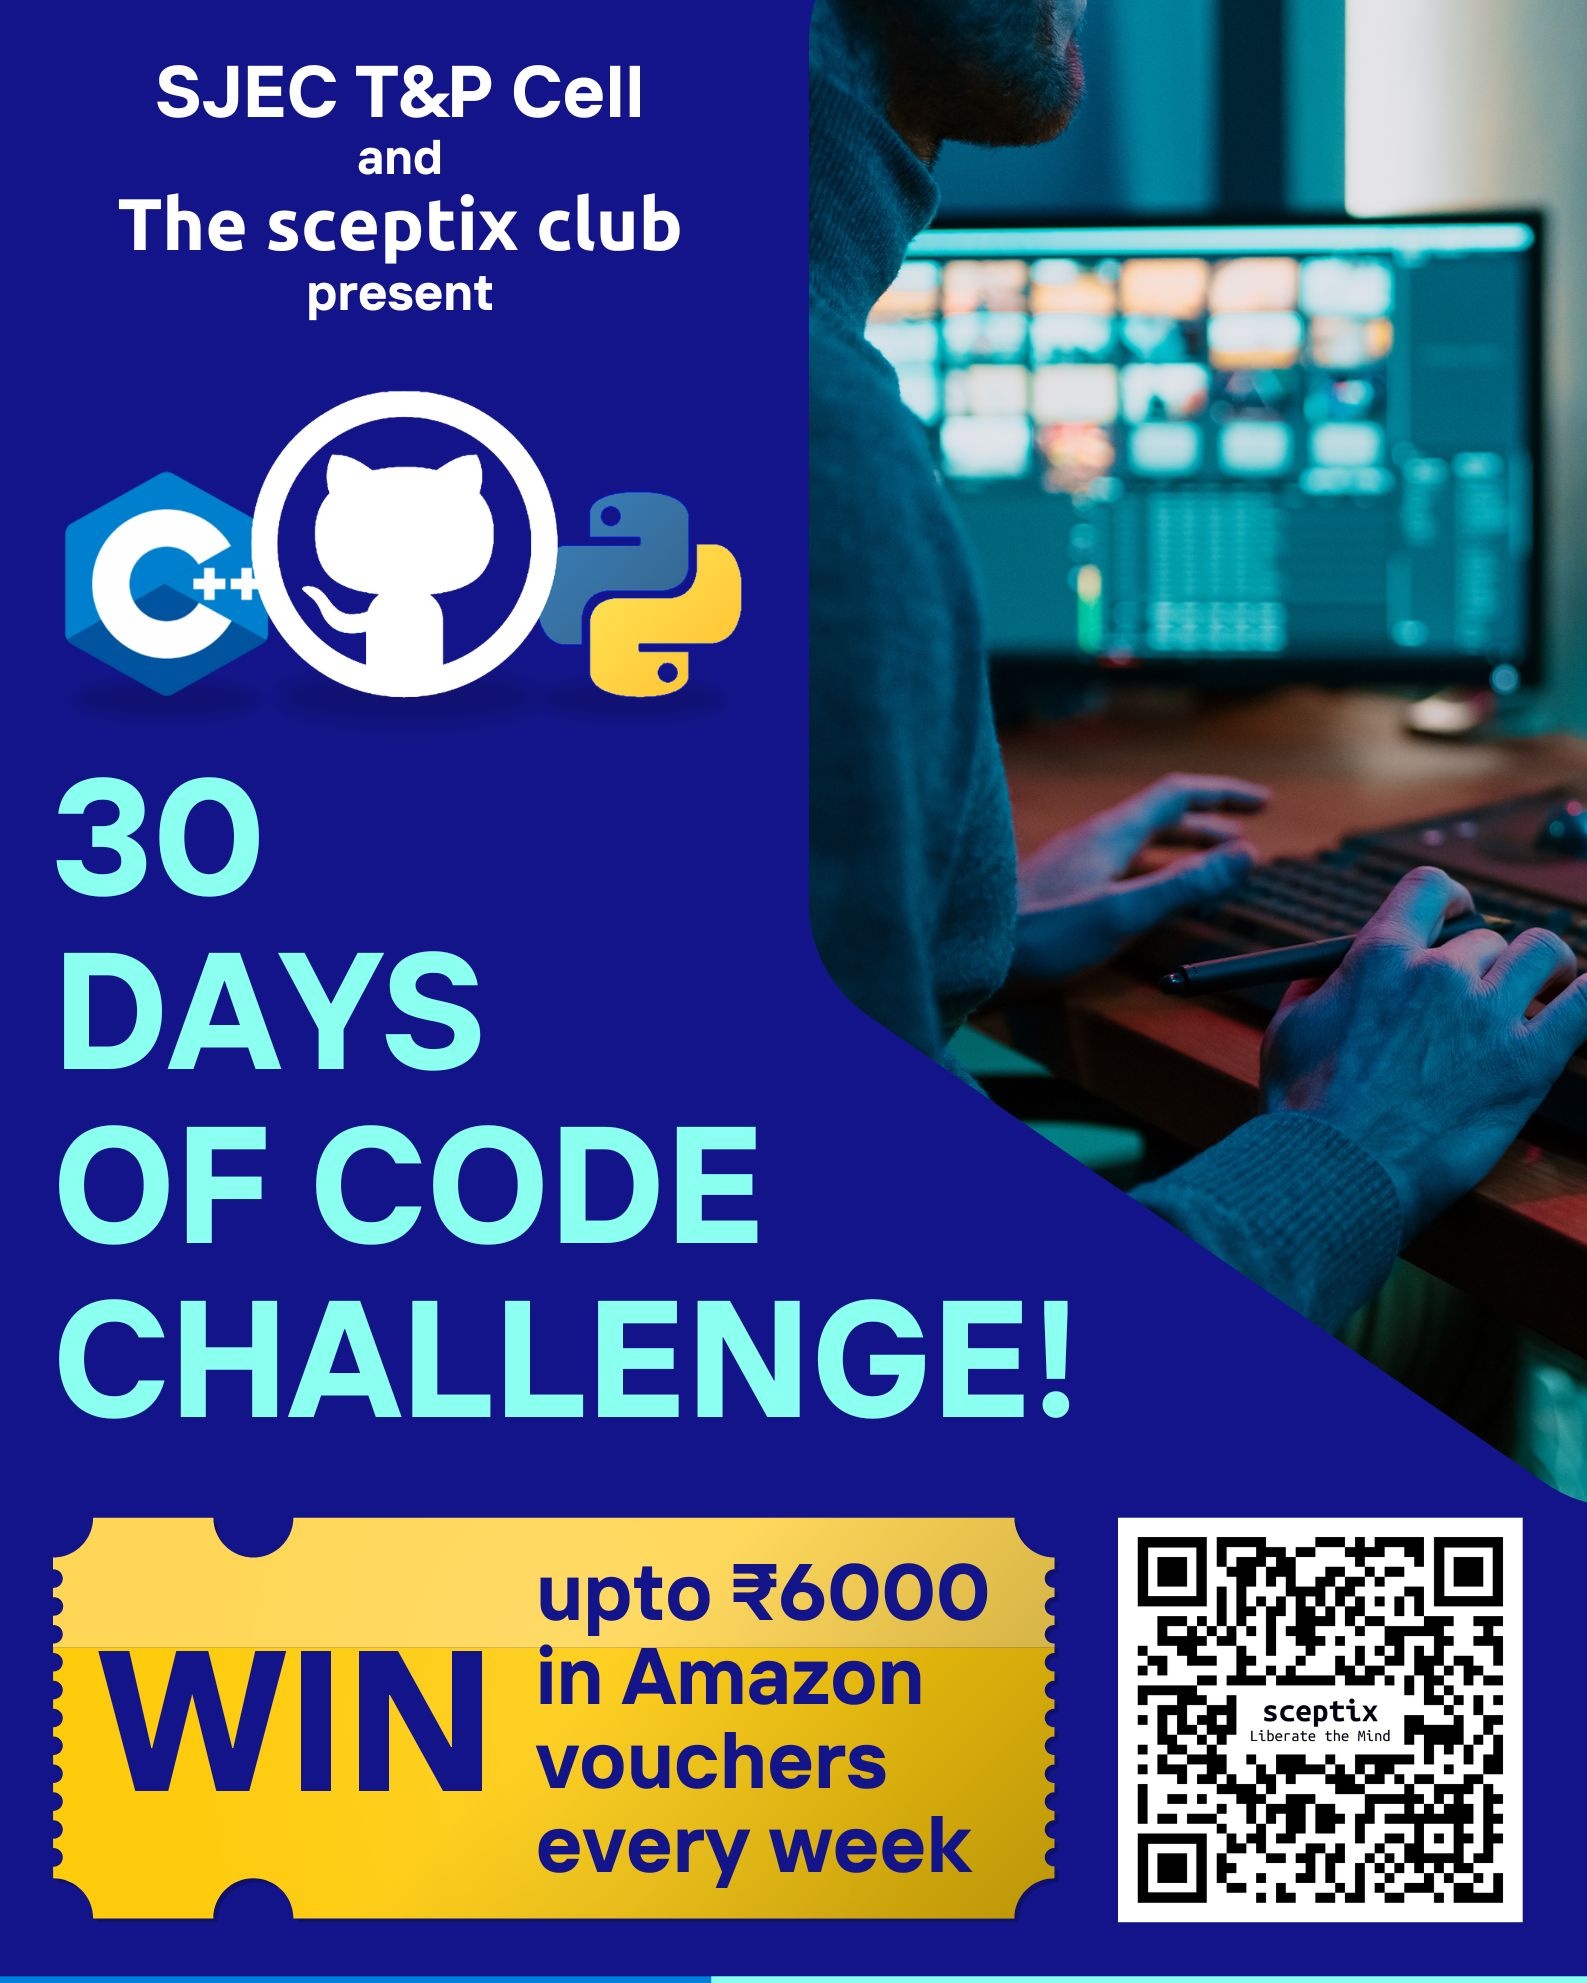 SJEC T&P Cell
and
The sceptix club
present
C++
30
DAYS
OF CODE
CHALLENGE!
WIN
upto ₹6000
in Amazon
vouchers
every week
sceptix
Liberate the Mind